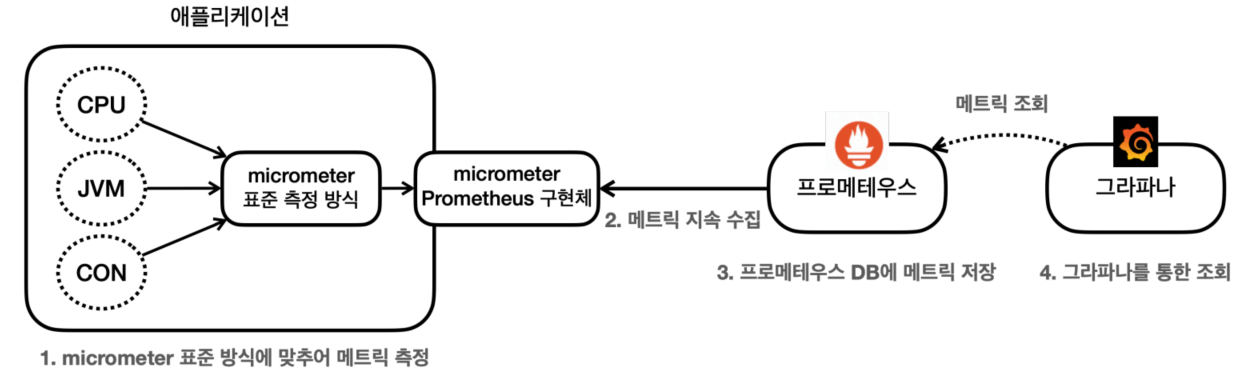 애플리케이션
CPU
JVM
CON
micrometer
표준 측정 방식
micrometer
Prometheus 구현체
2. 메트릭 지속 수집
프로메테우스
메트릭 조회
그라파나
3. 프로메테우스 DB에 메트릭 저장
4. 그라파나를 통한 조회
1. micrometer 표준 방식에 맞추어 메트릭 측정